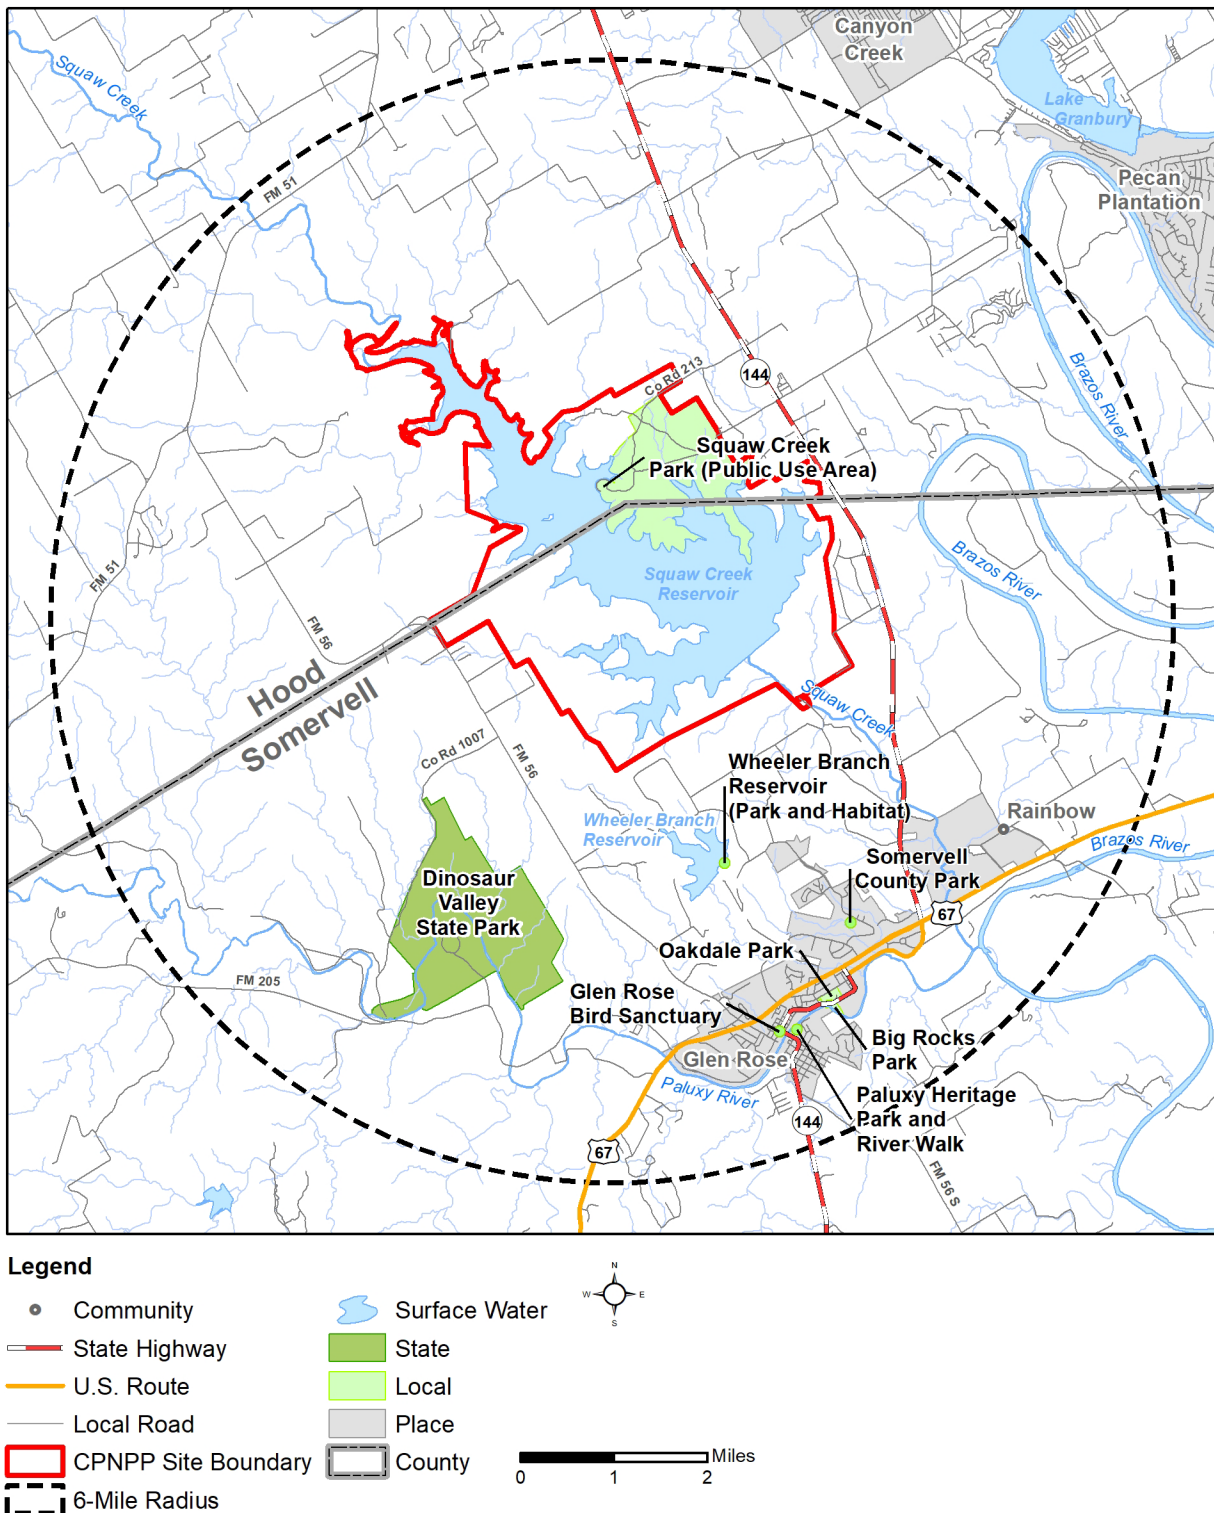 Canyon
Creek
Squaw Creek
Lake
Granbury
FM 51
Pecan
Plantation
144
Co Rd 213
Brazos River
Squaw Creek
Park (Public Use Area)
Brazos River
FM 51
Squaw Creek
Reservoir
FM 56
Hood
Somervell
Squaw Creek
Co Rd 1007
FM 56
Wheeler Branch
Reservoir
(Park and Habitat)
Wheeler Branch
Reservoir
Rainbow
Brazos River
Somervell
County Park
Dinosaur
Valley
State Park
67
Oakdale Park
FM 205
Glen Rose
Bird Sanctuary
Big Rocks
Park
Glen Rose
Paluxy River
Paluxy Heritage
Park and
River Walk
144
67
FM 56 S
Legend
N
W E
S
Community
State Highway
U.S. Route
Local Road
CPNPP Site Boundary
6-Mile Radius
Surface Water
State
Local
Place
County
Miles
0 1 2